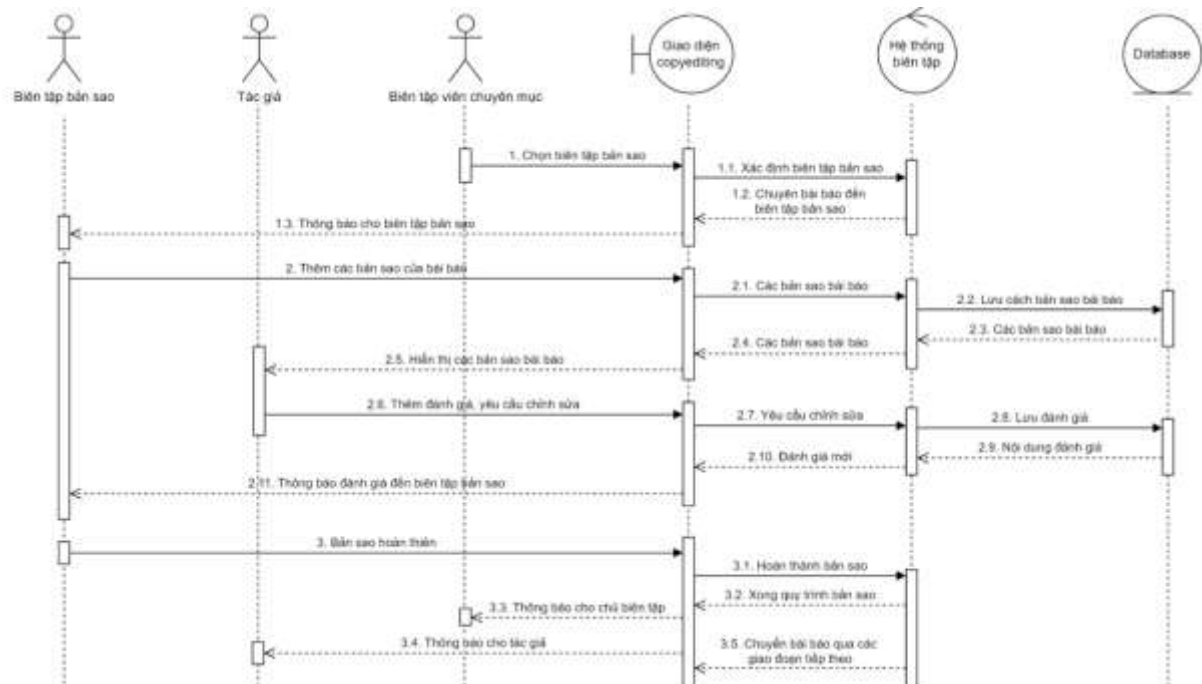 Giao diện
copyediting
Hệ thống
biên tập
Database
Biên tập bản sao
Tác giả
Biên tập viên chuyên mục
1. Chọn biên tập bản sao
1.1. Xác định biên tập bản sao
1.2. Chuyển bài báo đến
biên tập bản sao
1.3. Thông báo cho biên tập bản sao
2. Thêm các bản sao của bài báo
2.1. Các bản sao bài báo
2.2. Lưu cách bản sao bài báo
2.3. Các bản sao bài báo
2.4. Các bản sao bài báo
2.5. Hiển thị các bản sao bài báo
2.6. Thêm đánh giá, yêu cầu chỉnh sửa
2.7. Yêu cầu chỉnh sửa
2.8. Lưu đánh giá
2.9. Nội dung đánh giá
2.10. Đánh giá mới
2.11. Thông báo đánh giá đến biên tập bản sao
3. Bản sao hoàn thiện
3.1. Hoàn thành bản sao
3.2. Xong quy trình bản sao
3.3. Thông báo cho chủ biên tập
3.4. Thông báo cho tác giả
3.5. Chuyển bài báo qua các
giao đoạn tiếp theo